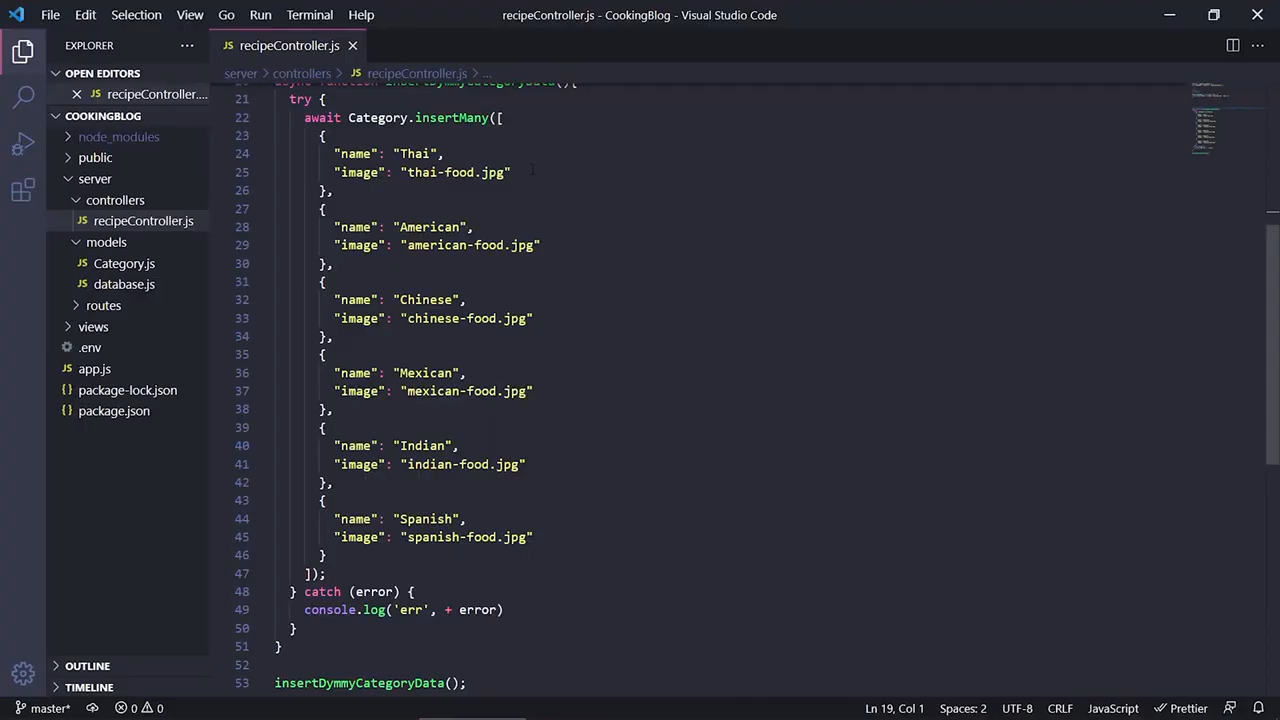 File Edit Selection View Go Run Terminal Help
recipeController.js - CookingBlog - Visual Studio Code
EXPLORER
OPEN EDITORS
recipeController....
COOKINGBLOG
node_modules
public
server
controllers
recipeController.js
models
Category.js
database.js
routes
views
.env
app.js
package-lock.json
package.json
OUTLINE
TIMELINE
JS recipeController.js
server > controllers > JS recipeController.js > ...
20 async function insertDymmyCategoryData(){
21 try {
22 await Category.insertMany([
23 {
24 "name": "Thai",
25 "image": "thai-food.jpg"
26 },
27 {
28 "name": "American",
29 "image": "american-food.jpg"
30 },
31 {
32 "name": "Chinese",
33 "image": "chinese-food.jpg"
34 },
35 {
36 "name": "Mexican",
37 "image": "mexican-food.jpg"
38 },
39 {
40 "name": "Indian",
41 "image": "indian-food.jpg"
42 },
43 {
44 "name": "Spanish",
45 "image": "spanish-food.jpg"
46 }
47 ]);
48 } catch (error) {
49 console.log('err', + error)
50 }
51 }
52
53 insertDymmyCategoryData();
master* 0 0 Ln 19, Col 1 Spaces: 2 UTF-8 CRLF JavaScript Prettier